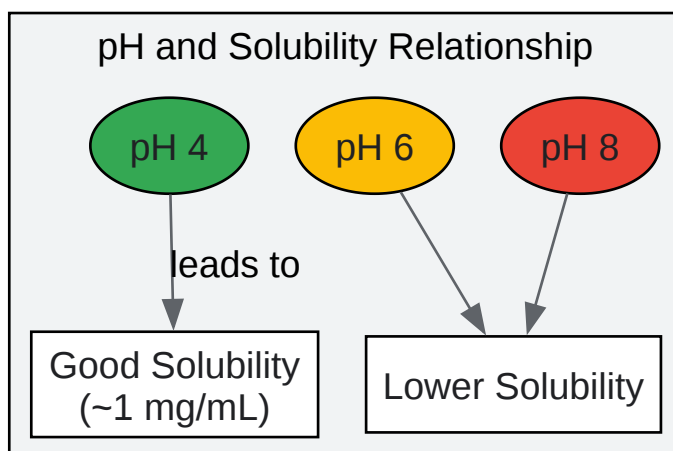 pH and Solubility Relationship
pH 4
pH 6
pH 8
leads to
Good Solubility
(~1 mg/mL)
Lower Solubility